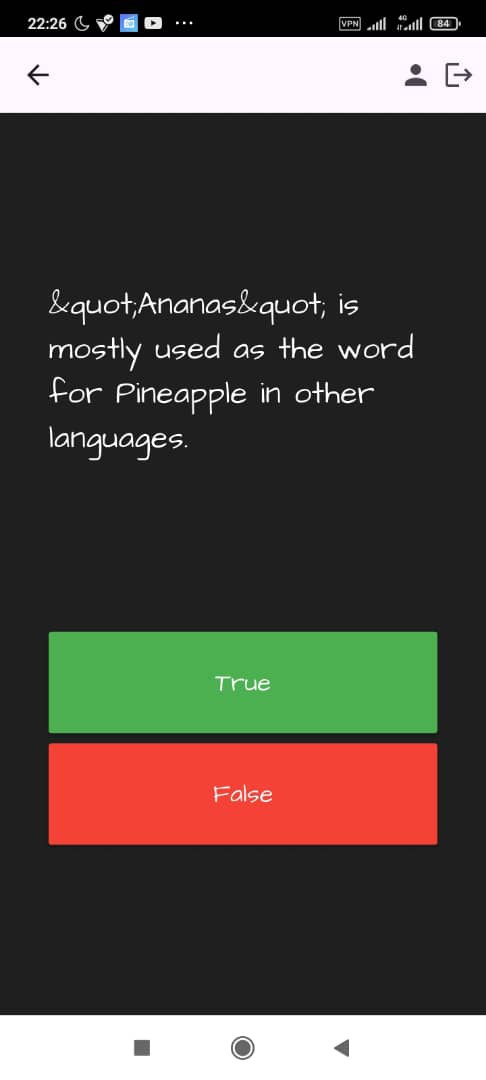 22:26
VPN 4G 84
&quot;Ananas&quot; is
mostly used as the word
for Pineapple in other
languages.
True
False